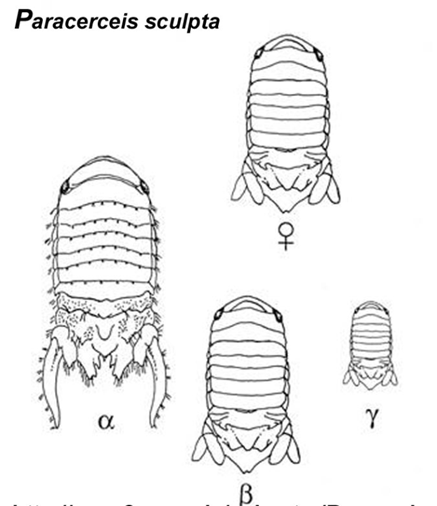 Paracerceis sculpta
♀
α
γ
β